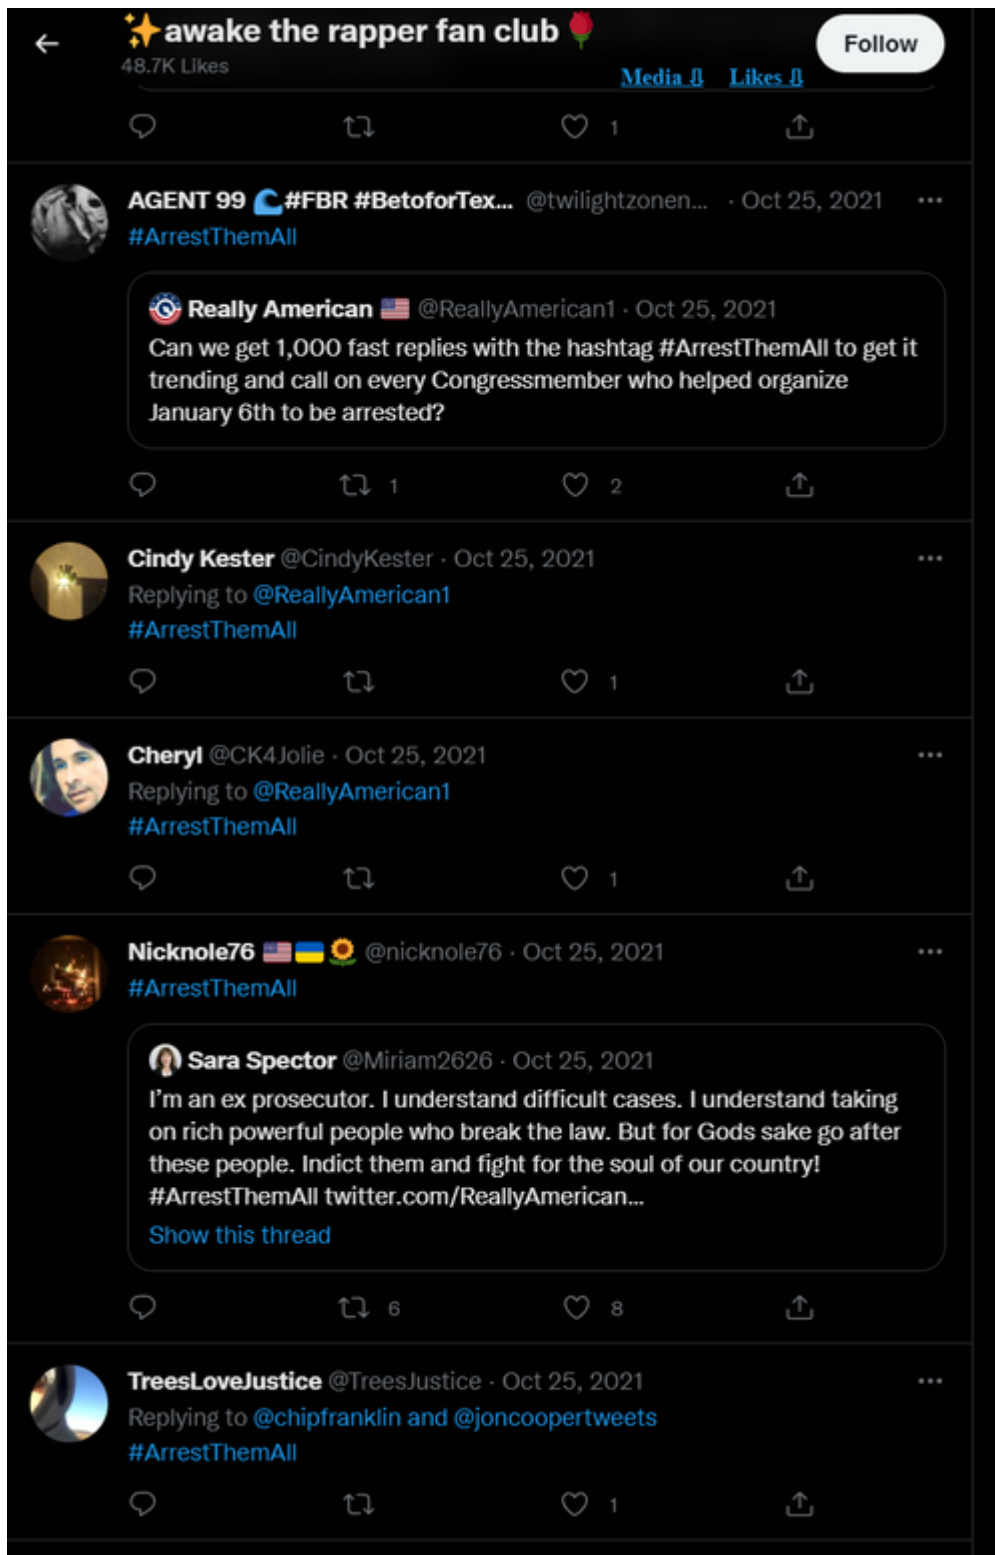 awake the rapper fan club
Follow
48.7K Likes
Media ⇩ Likes ⇩
1
AGENT 99 🌊#FBR #BetoforTex... @twilightzonen... · Oct 25, 2021
#ArrestThemAll
Really American 🇺🇸 @ReallyAmerican1 · Oct 25, 2021
Can we get 1,000 fast replies with the hashtag #ArrestThemAll to get it
trending and call on every Congressmember who helped organize
January 6th to be arrested?
1 2
Cindy Kester @CindyKester · Oct 25, 2021
Replying to @ReallyAmerican1
#ArrestThemAll
1
Cheryl @CK4Jolie · Oct 25, 2021
Replying to @ReallyAmerican1
#ArrestThemAll
1
Nicknole76 🇺🇸🇺🇦🌻 @nicknole76 · Oct 25, 2021
#ArrestThemAll
Sara Spector @Miriam2626 · Oct 25, 2021
I'm an ex prosecutor. I understand difficult cases. I understand taking
on rich powerful people who break the law. But for Gods sake go after
these people. Indict them and fight for the soul of our country!
#ArrestThemAll twitter.com/ReallyAmerican...
Show this thread
6 8
TreesLoveJustice @TreesJustice · Oct 25, 2021
Replying to @chipfranklin and @joncoopertweets
#ArrestThemAll
1